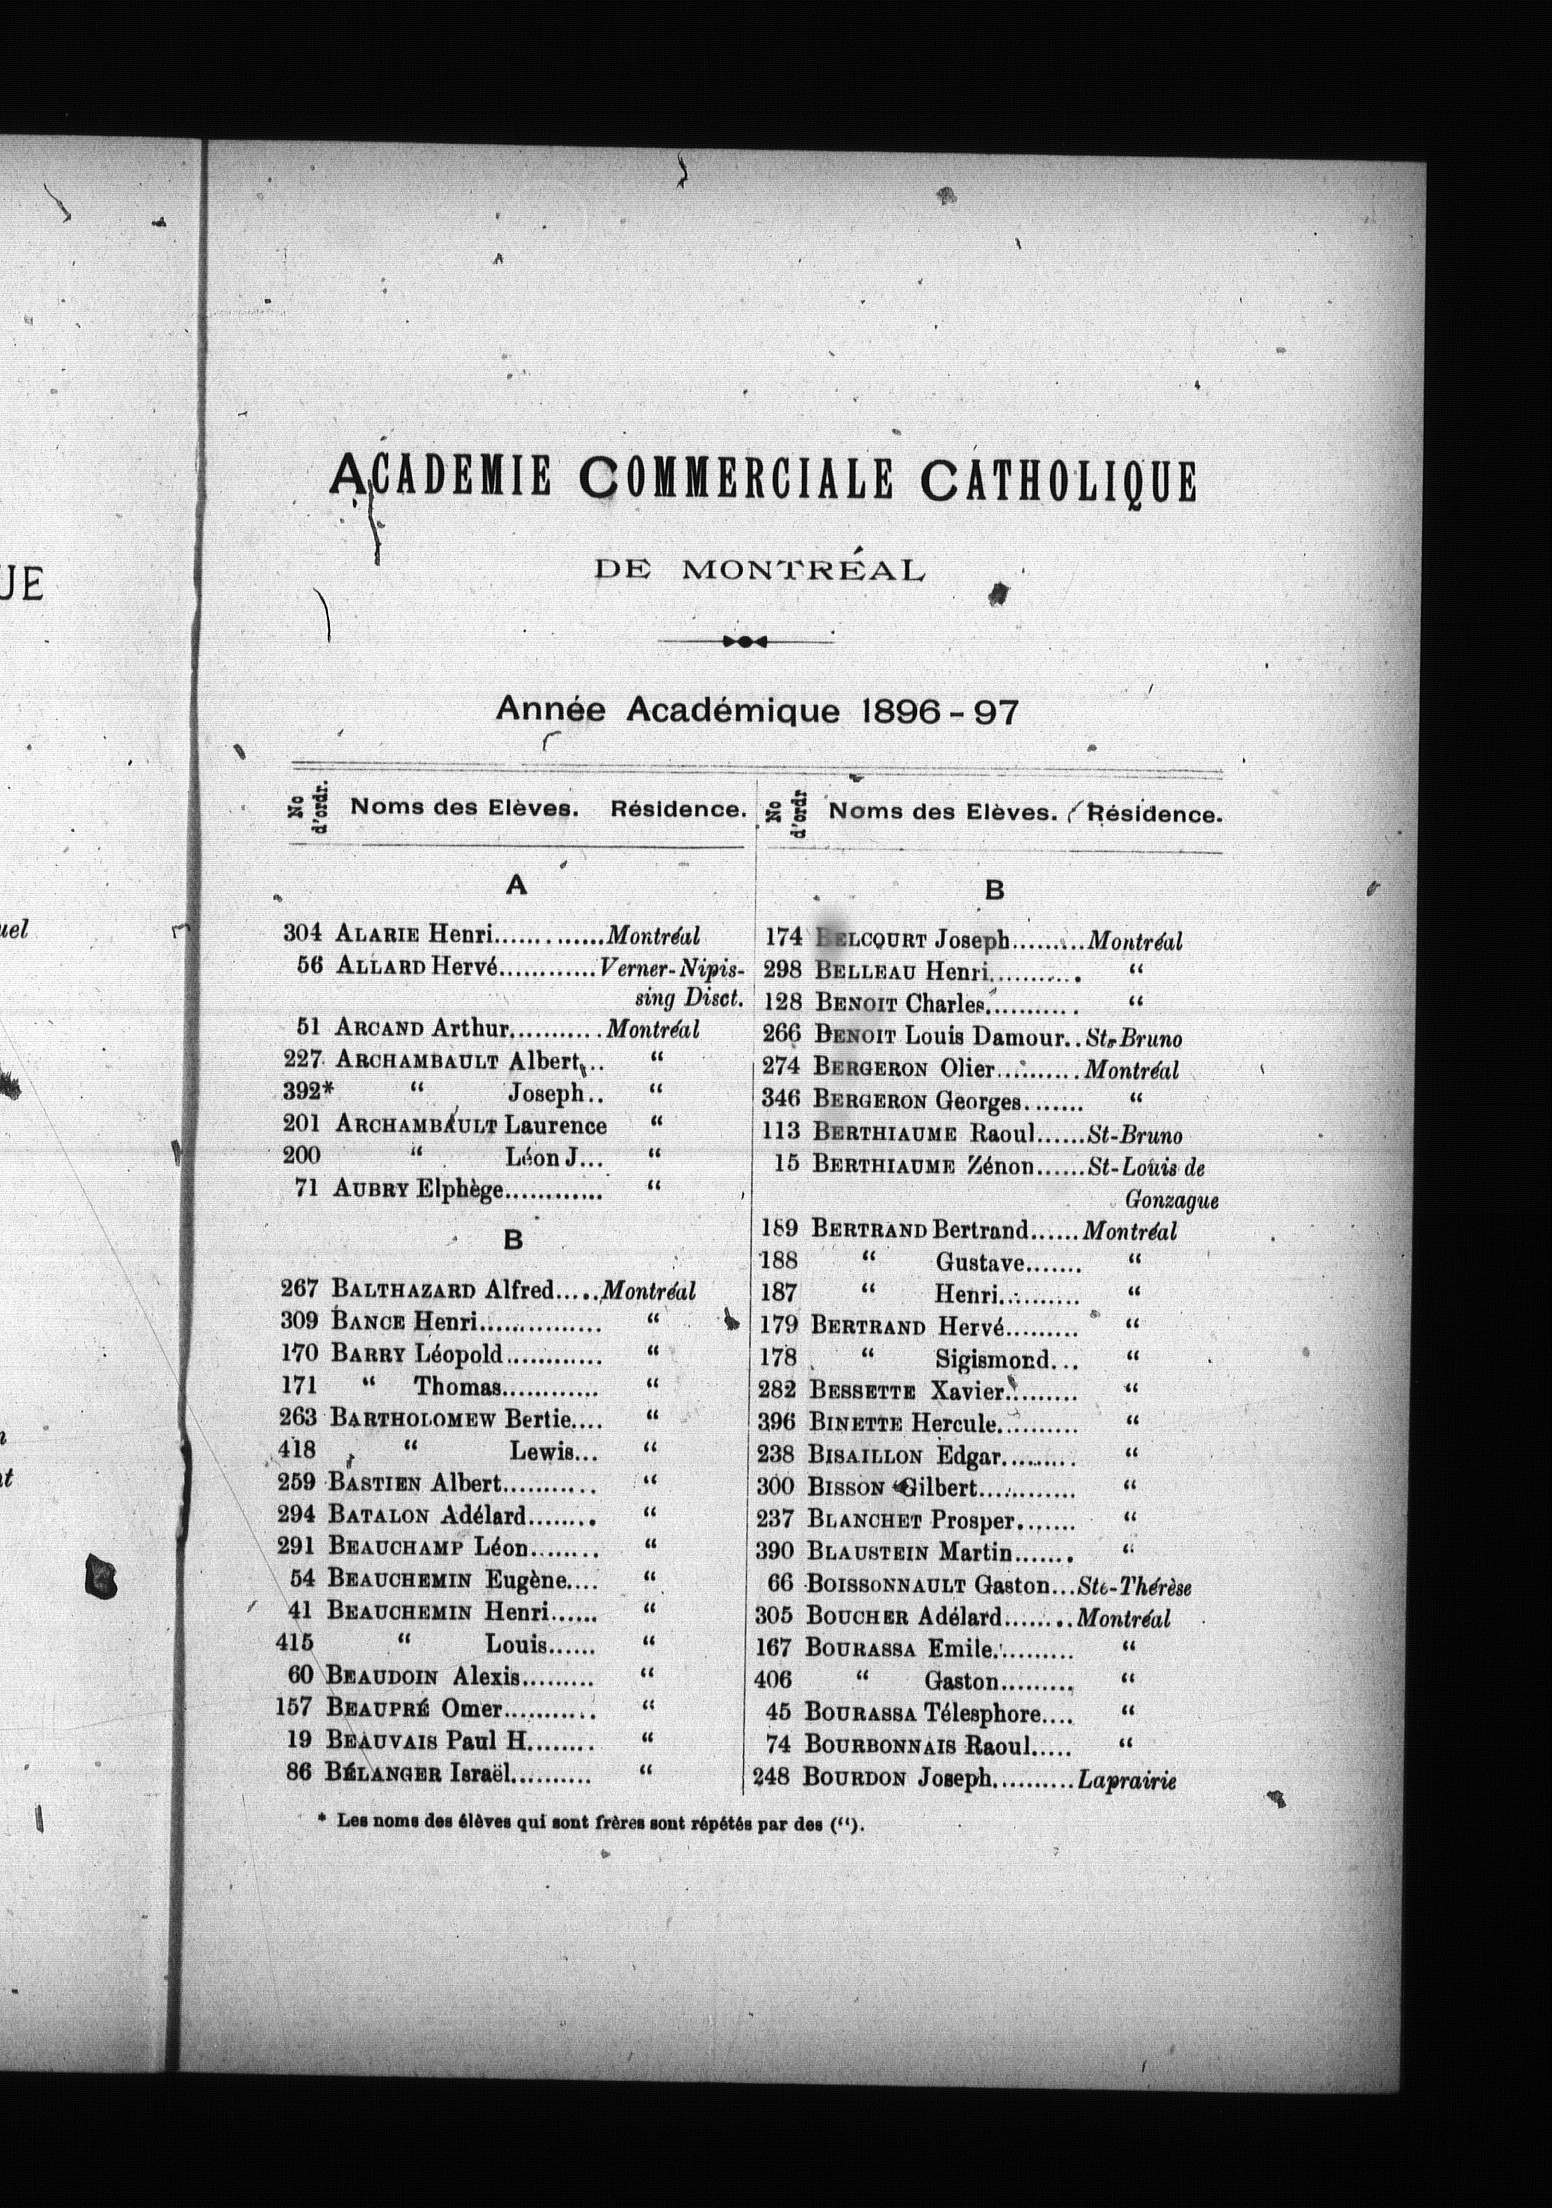 UE
uel
nt
ACADEMIE COMMERCIALE CATHOLIQUE
DE MONTRÉAL
Année Académique 1896-97
No d'ordr. Noms des Elèves. Résidence.
A
304 ALARIE Henri............Montréal
56 ALLARD Hervé............Verner-Nipis-
sing Disct.
51 ARCAND Arthur...........Montréal
227 ARCHAMBAULT Albert... “
392* “ Joseph.. “
201 ARCHAMBAULT Laurence “
200 “ Léon J... “
71 AUBRY Elphège............ “
B
267 BALTHAZARD Alfred.....Montréal
309 BANCE Henri............... “
170 BARRY Léopold............ “
171 “ Thomas............ “
263 BARTHOLOMEW Bertie.... “
418 “ Lewis... “
259 BASTIEN Albert........... “
294 BATALON Adélard........ “
291 BEAUCHAMP Léon........ “
54 BEAUCHEMIN Eugène.... “
41 BEAUCHEMIN Henri...... “
415 “ Louis...... “
60 BEAUDOIN Alexis......... “
157 BEAUPRÉ Omer........... “
19 BEAUVAIS Paul H........ “
86 BÉLANGER Israël.......... “
No d'ordr Noms des Elèves. Résidence.
B
174 BELCOURT Joseph.........Montréal
298 BELLEAU Henri........... “
128 BENOIT Charles........... “
266 BENOIT Louis Damour..St-Bruno
274 BERGERON Olier..........Montréal
346 BERGERON Georges....... “
113 BERTHIAUME Raoul......St-Bruno
15 BERTHIAUME Zénon......St-Louis de
Gonzague
189 BERTRAND Bertrand......Montréal
188 “ Gustave....... “
187 “ Henri.......... “
179 BERTRAND Hervé......... “
178 “ Sigismond... “
282 BESSETTE Xavier......... “
396 BINETTE Hercule.......... “
238 BISAILLON Edgar......... “
300 BISSON Gilbert............ “
237 BLANCHET Prosper....... “
390 BLAUSTEIN Martin....... “
66 BOISSONNAULT Gaston...Ste-Thérèse
305 BOUCHER Adélard.........Montréal
167 BOURASSA Emile.......... “
406 “ Gaston......... “
45 BOURASSA Télesphore.... “
74 BOURBONNAIS Raoul..... “
248 BOURDON Joseph..........Laprairie
* Les noms des élèves qui sont frères sont répétés par des (“).